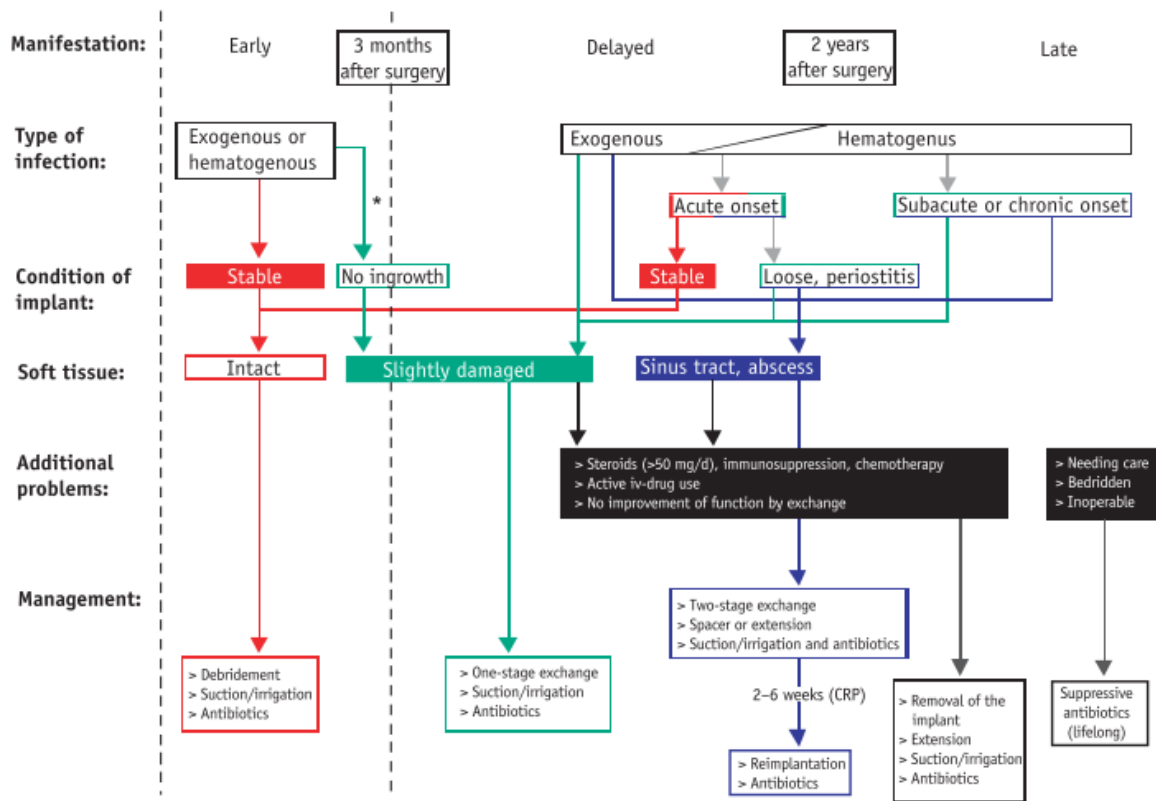 Manifestation:
Early
3 months
after surgery
Delayed
2 years
after surgery
Late
Type of
infection:
Exogenous or
hematogenous
*
Exogenous
Hematogenus
Acute onset
Subacute or chronic onset
Condition of
implant:
Stable
No ingrowth
Stable
Loose, periostitis
Soft tissue:
Intact
Slightly damaged
Sinus tract, abscess
Additional
problems:
> Steroids (>50 mg/d), immunosuppression, chemotherapy
> Active iv-drug use
> No improvement of function by exchange
> Needing care
> Bedridden
> Inoperable
Management:
> Debridement
> Suction/irrigation
> Antibiotics
> One-stage exchange
> Suction/irrigation
> Antibiotics
> Two-stage exchange
> Spacer or extension
> Suction/irrigation and antibiotics
2–6 weeks (CRP)
> Reimplantation
> Antibiotics
> Removal of the
implant
> Extension
> Suction/irrigation
> Antibiotics
Suppressive
antibiotics
(lifelong)